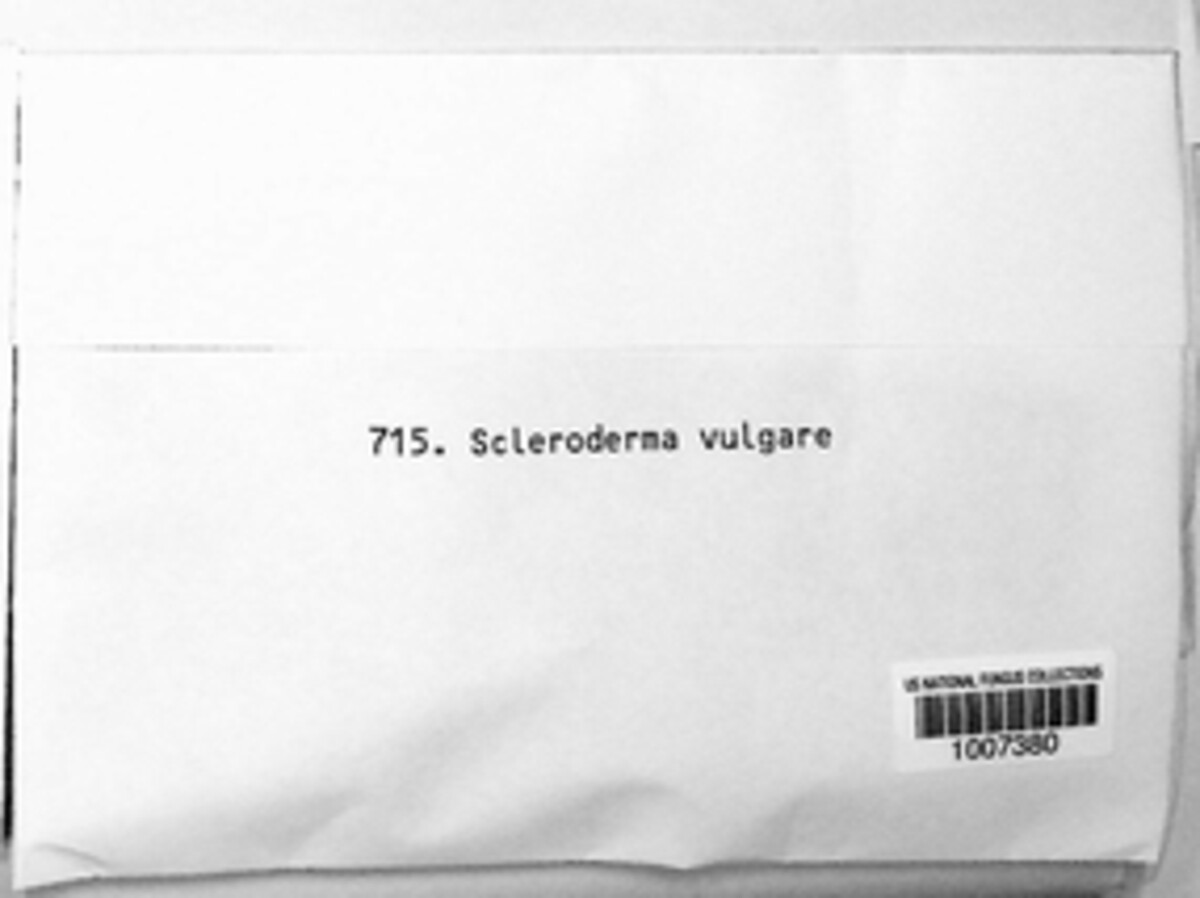 715. Scleroderma vulgare
US NATIONAL FUNGUS COLLECTIONS
1007380